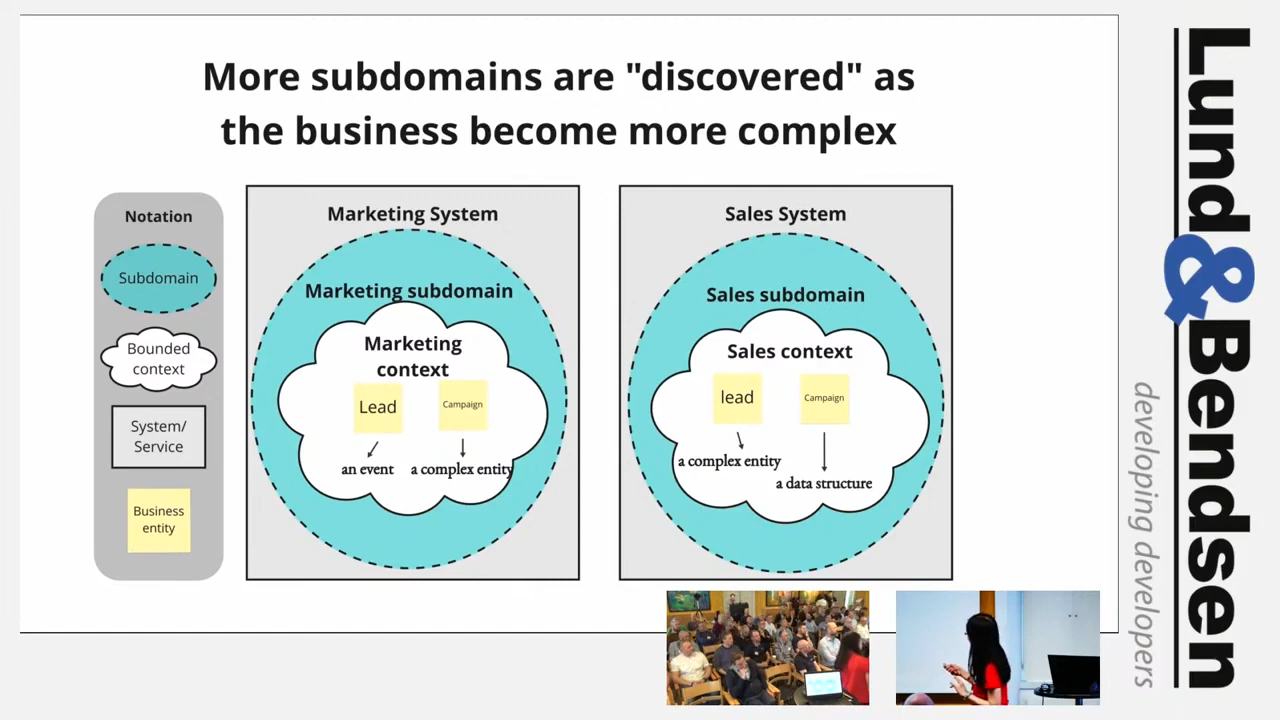 More subdomains are "discovered" as
the business become more complex
Notation
Subdomain
Bounded
context
System/
Service
Business
entity
Marketing System
Marketing subdomain
Marketing
context
Lead
Campaign
an event
a complex entity
Sales System
Sales subdomain
Sales context
lead
Campaign
a complex entity
a data structure
Lund&Bendsen
developing developers